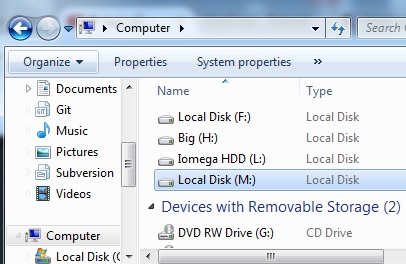 Computer
Search C
Organize
Properties
System properties
»
Documents
Git
Music
Pictures
Subversion
Videos
Computer
Local Disk (C
Name
Type
Local Disk (F:)
Local Disk
Big (H:)
Local Disk
Iomega HDD (L:)
Local Disk
Local Disk (M:)
Local Disk
Devices with Removable Storage (2)
DVD RW Drive (G:)
CD Drive